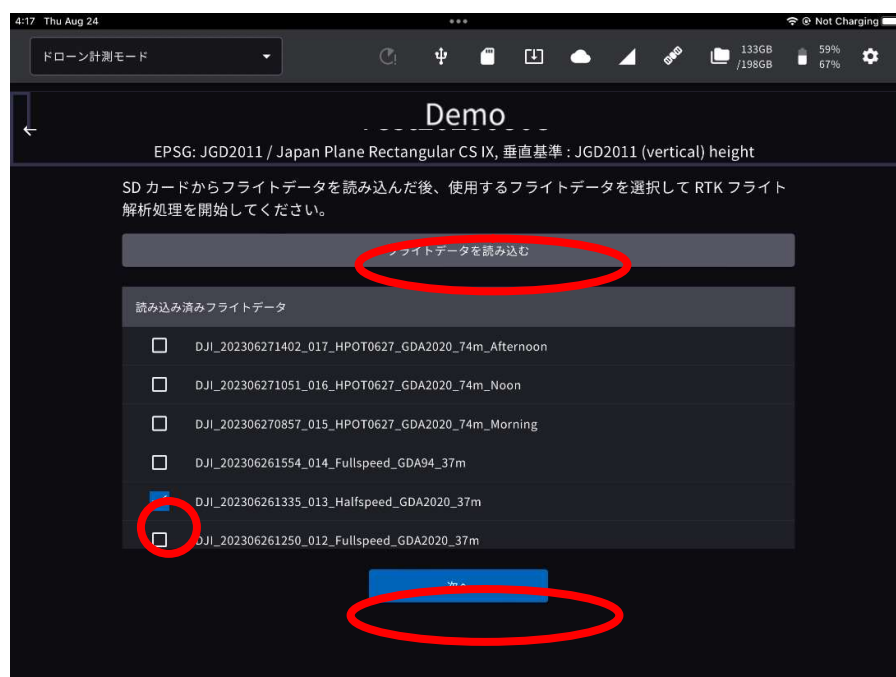 4:17 Thu Aug 24
Not Charging
ドローン計測モード
133GB
/198GB
59%
67%
Demo
EPSG: JGD2011 / Japan Plane Rectangular CS IX, 垂直基準 : JGD2011 (vertical) height
SD カードからフライトデータを読み込んだ後、使用するフライトデータを選択して RTK フライト
解析処理を開始してください。
フライトデータを読み込む
読み込み済みフライトデータ
DJI_202306271402_017_HPOT0627_GDA2020_74m_Afternoon
DJI_202306271051_016_HPOT0627_GDA2020_74m_Noon
DJI_202306270857_015_HPOT0627_GDA2020_74m_Morning
DJI_202306261554_014_Fullspeed_GDA94_37m
DJI_202306261335_013_Halfspeed_GDA2020_37m
DJI_202306261250_012_Fullspeed_GDA2020_37m
次へ